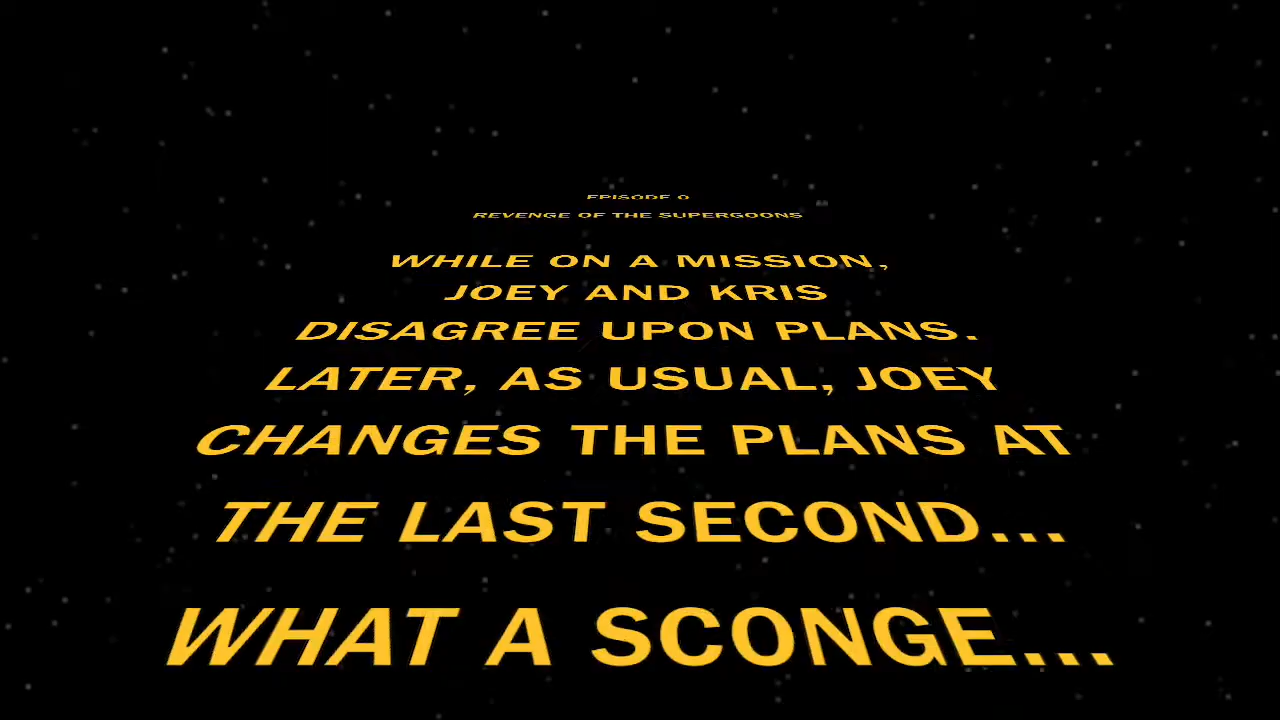 EPISODE 0
REVENGE OF THE SUPERGOONS
WHILE ON A MISSION,
JOEY AND KRIS
DISAGREE UPON PLANS.
LATER, AS USUAL, JOEY
CHANGES THE PLANS AT
THE LAST SECOND...
WHAT A SCONGE...